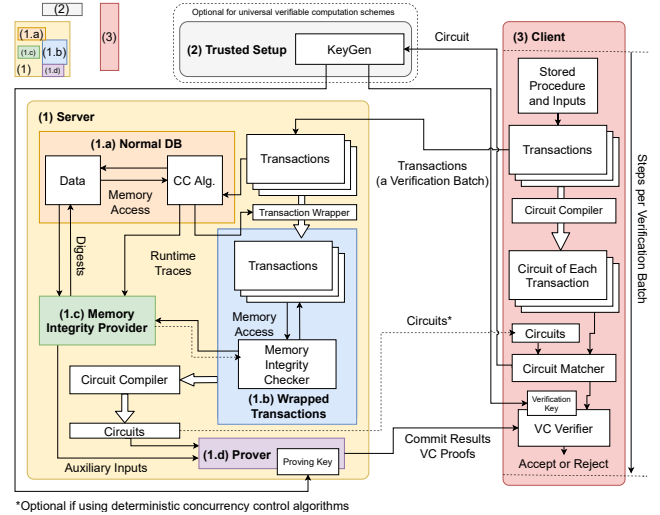 (2)
(3)
(1.a)
(1.c)
(1.b)
(1)
(1.d)
Optional for universal verifiable computation schemes
(2) Trusted Setup
KeyGen
Circuit
(3) Client
Stored
Procedure
and Inputs
Transactions
Circuit Compiler
Circuit of Each
Transaction
Circuits
Circuit Matcher
Verification
Key
VC Verifier
Accept or Reject
Steps per Verification Batch
(1) Server
(1.a) Normal DB
Data
CC Alg.
Memory
Access
Transactions
Transactions
(a Verification Batch)
Transaction Wrapper
Digests
Runtime
Traces
Transactions
(1.c) Memory
Integrity Provider
Memory
Access
Circuits*
Memory
Integrity
Checker
(1.b) Wrapped
Transactions
Circuit Compiler
Circuits
Auxiliary Inputs
(1.d) Prover
Proving Key
Commit Results
VC Proofs
*Optional if using deterministic concurrency control algorithms